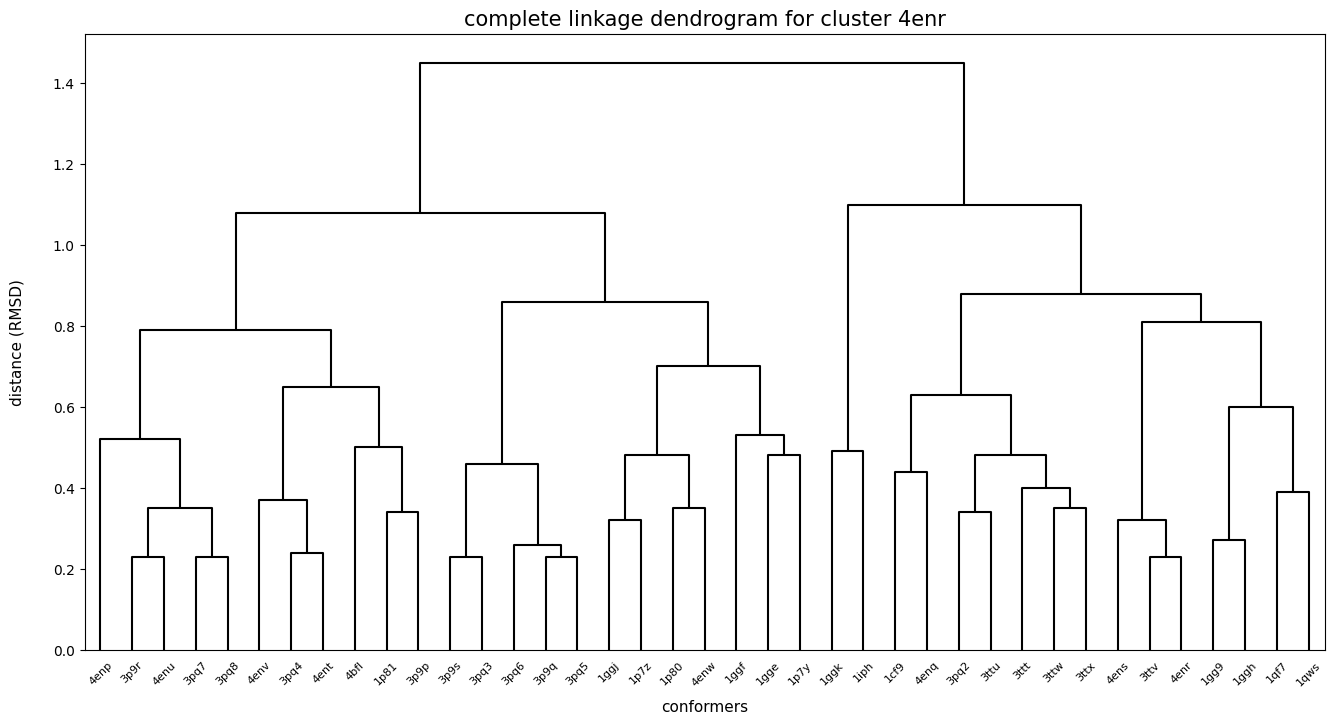 complete linkage dendrogram for cluster 4enr
distance (RMSD)
1.4
1.2
1.0
0.8
0.6
0.4
0.2
0.0
4enp 3p9r 4enu 3pq7 3pq8 4env 3pq4 4ent 4bfl 1p81 3p9p 3p9s 3pq3 3pq6 3p9q 3pq5 1ggj 1p7z 1p80 4enw 1ggf 1gge 1p7y 1ggk 1iph 1cf9 4enq 3pq2 3ttu 3ttt 3ttw 3ttx 4ens 3ttv 4enr 1gg9 1ggh 1qf7 1qws
conformers